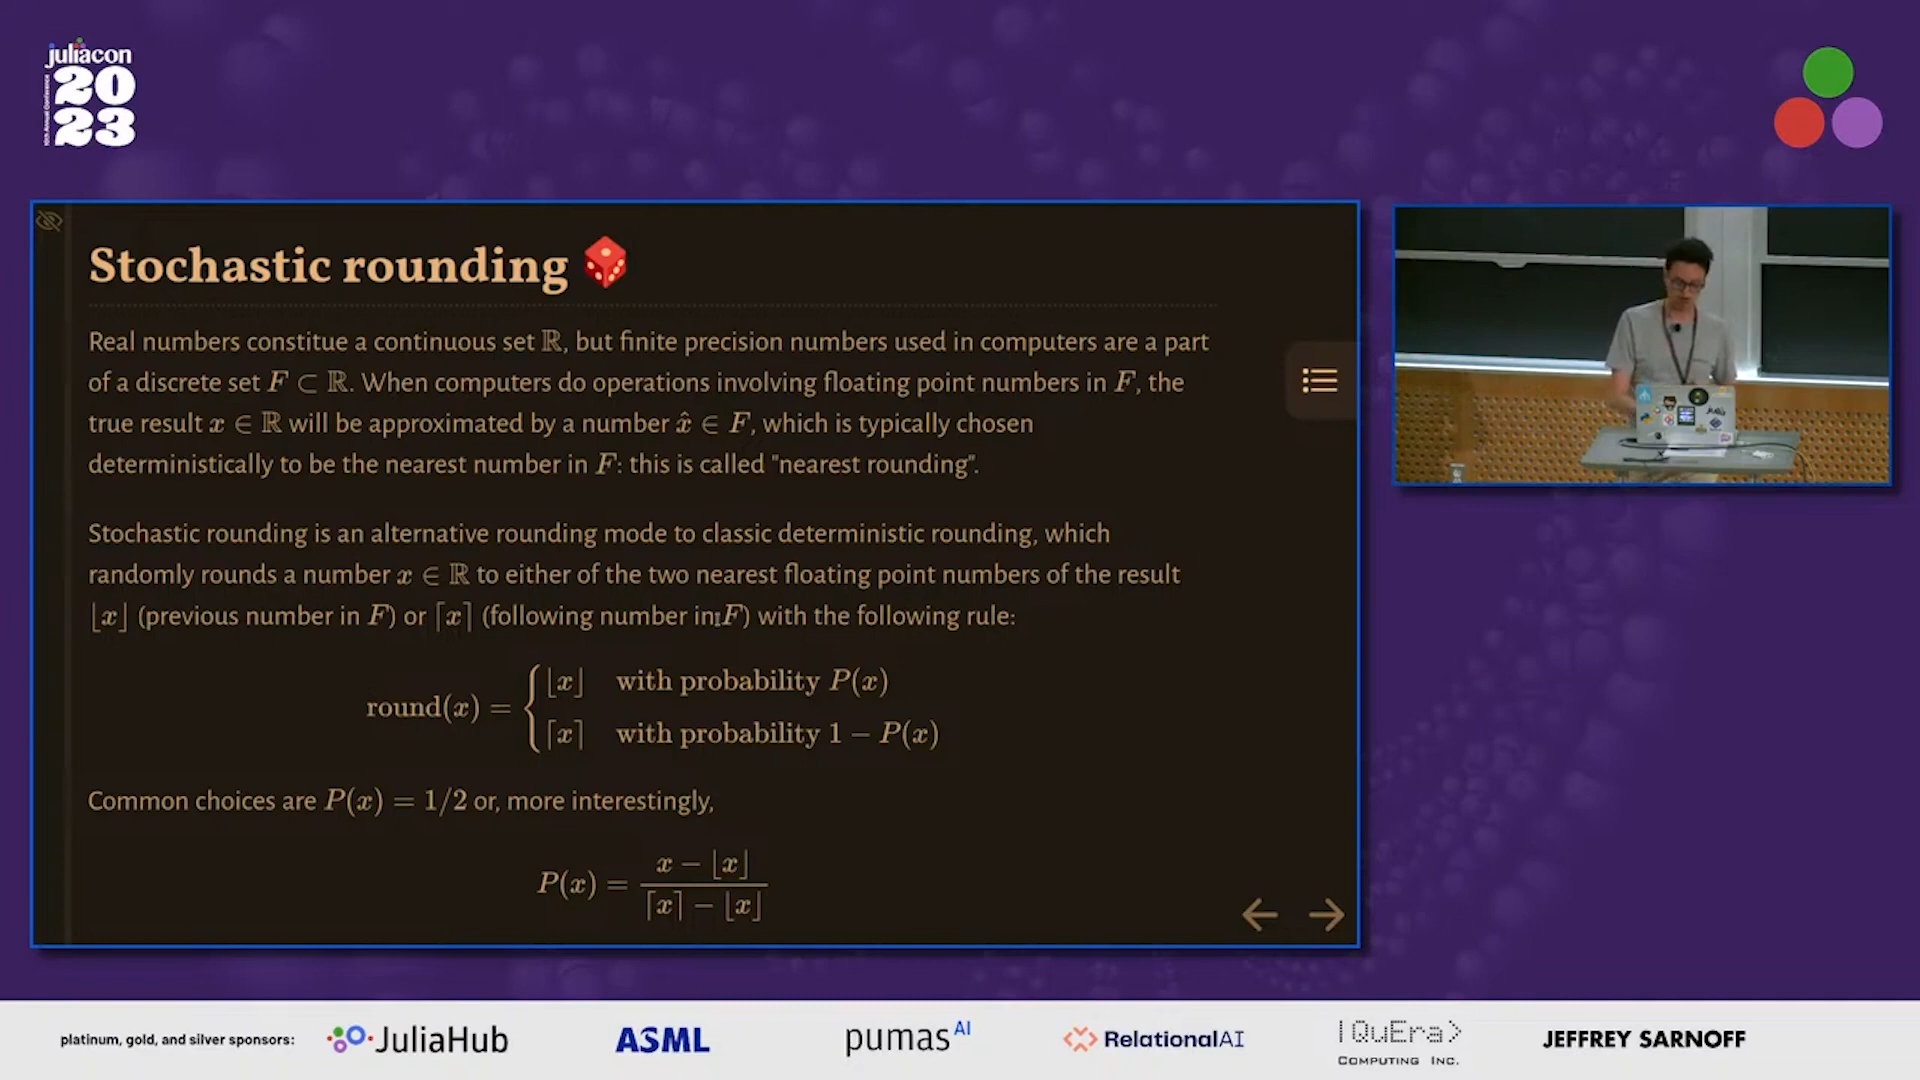 juliacon
20
23
Stochastic rounding
Real numbers constitue a continuous set ℝ, but finite precision numbers used in computers are a part
of a discrete set F ⊂ ℝ. When computers do operations involving floating point numbers in F, the
true result x ∈ ℝ will be approximated by a number x̂ ∈ F, which is typically chosen
deterministically to be the nearest number in F: this is called "nearest rounding".
Stochastic rounding is an alternative rounding mode to classic deterministic rounding, which
randomly rounds a number x ∈ ℝ to either of the two nearest floating point numbers of the result
⌊x⌋ (previous number in F) or ⌈x⌉ (following number in F) with the following rule:
round(x) = { ⌊x⌋ with probability P(x)
⌈x⌉ with probability 1 − P(x)
Common choices are P(x) = 1/2 or, more interestingly,
P(x) = (x − ⌊x⌋) / (⌈x⌉ − ⌊x⌋)
platinum, gold, and silver sponsors:
JuliaHub
ASML
pumas AI
RelationalAI
|QuEra>
COMPUTING INC.
JEFFREY SARNOFF